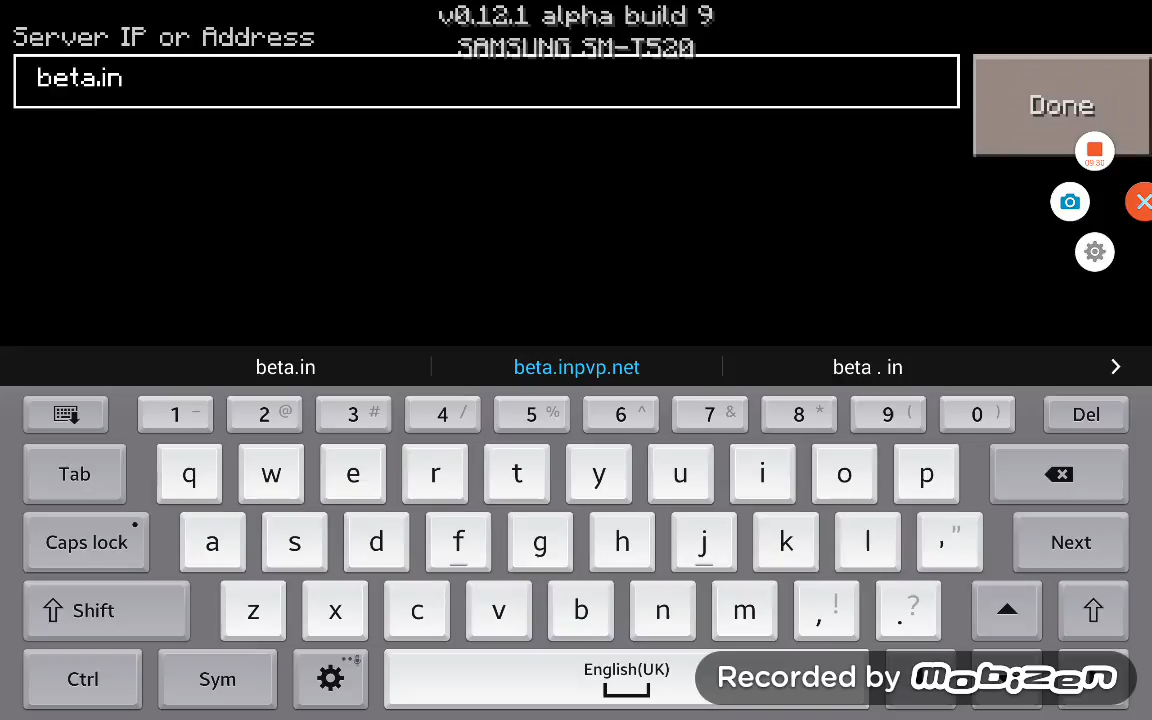 v0.12.1 alpha build 9
SAMSUNG SM-T520
Server IP or Address
beta.in
Done
09:30
beta.in beta.inpvp.net beta . in
1 - 2 @ 3 # 4 / 5 % 6 ^ 7 & 8 * 9 ( 0 ) Del
Tab q w e r t y u i o p
Caps lock a s d f g h j k l ' " Next
Shift z x c v b n m , ! . ?
Ctrl Sym English(UK)
Recorded by mobizen